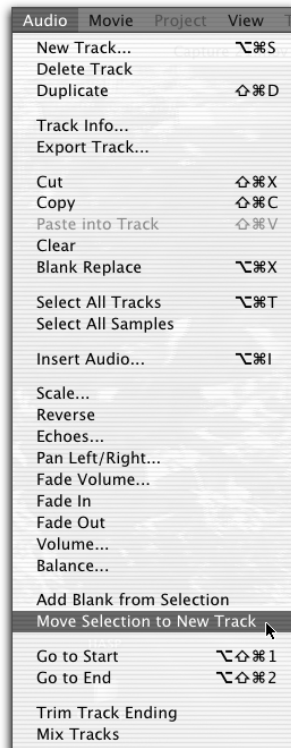 Audio Movie Project View
New Track... ⌥⌘S
Delete Track
Duplicate ⇧⌘D
Track Info...
Export Track...
Cut ⇧⌘X
Copy ⇧⌘C
Paste into Track ⇧⌘V
Clear
Blank Replace ⌥⌘X
Select All Tracks ⌥⌘T
Select All Samples
Insert Audio... ⌥⌘I
Scale...
Reverse
Echoes...
Pan Left/Right...
Fade Volume...
Fade In
Fade Out
Volume...
Balance...
Add Blank from Selection
Move Selection to New Track
Go to Start ⌥⇧⌘1
Go to End ⌥⇧⌘2
Trim Track Ending
Mix Tracks